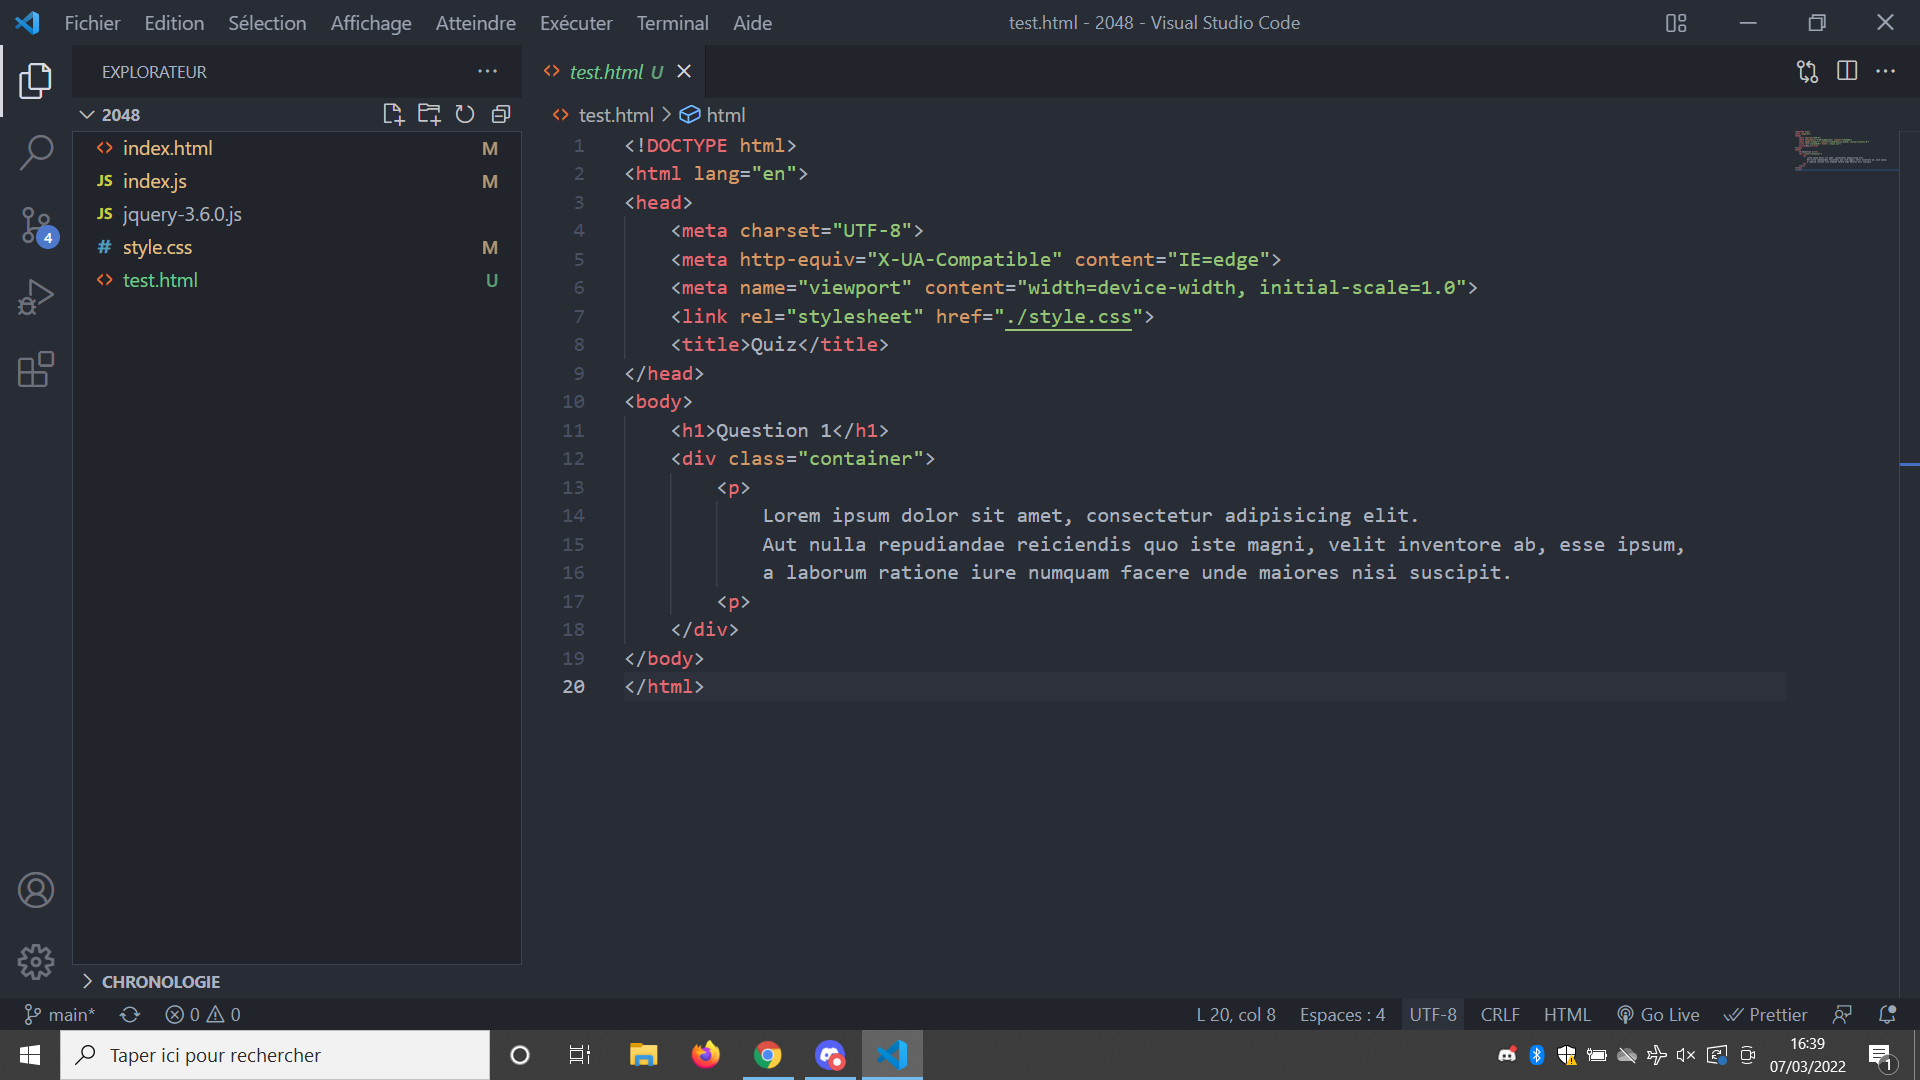 Fichier Edition Sélection Affichage Atteindre Exécuter Terminal Aide
test.html - 2048 - Visual Studio Code
EXPLORATEUR
test.html U
2048
index.html M
JS index.js M
JS jquery-3.6.0.js
# style.css M
test.html U
4
test.html > html
1 <!DOCTYPE html>
2 <html lang="en">
3 <head>
4 <meta charset="UTF-8">
5 <meta http-equiv="X-UA-Compatible" content="IE=edge">
6 <meta name="viewport" content="width=device-width, initial-scale=1.0">
7 <link rel="stylesheet" href="./style.css">
8 <title>Quiz</title>
9 </head>
10 <body>
11 <h1>Question 1</h1>
12 <div class="container">
13 <p>
14 Lorem ipsum dolor sit amet, consectetur adipisicing elit.
15 Aut nulla repudiandae reiciendis quo iste magni, velit inventore ab, esse ipsum,
16 a laborum ratione iure numquam facere unde maiores nisi suscipit.
17 <p>
18 </div>
19 </body>
20 </html>
CHRONOLOGIE
main* 0 0
L 20, col 8 Espaces : 4 UTF-8 CRLF HTML Go Live Prettier
Taper ici pour rechercher
16:39
07/03/2022
1